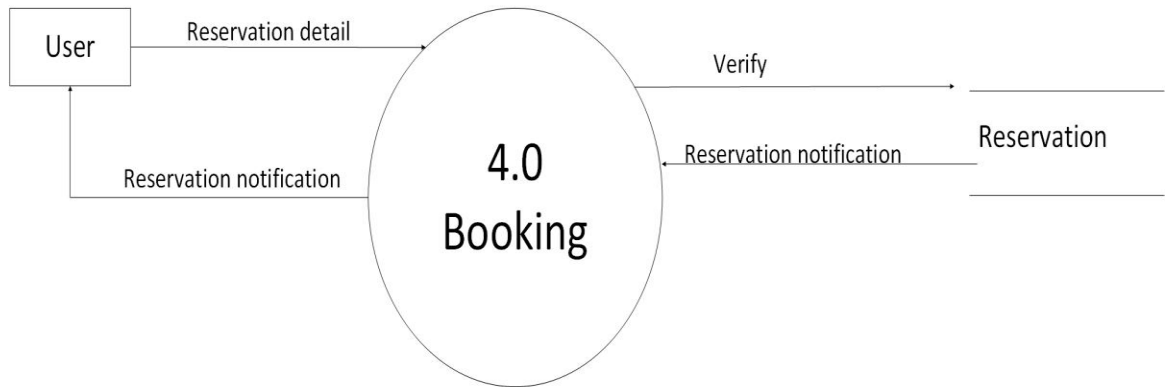 User
Reservation detail
Verify
Reservation
Reservation notification
Reservation notification
4.0
Booking